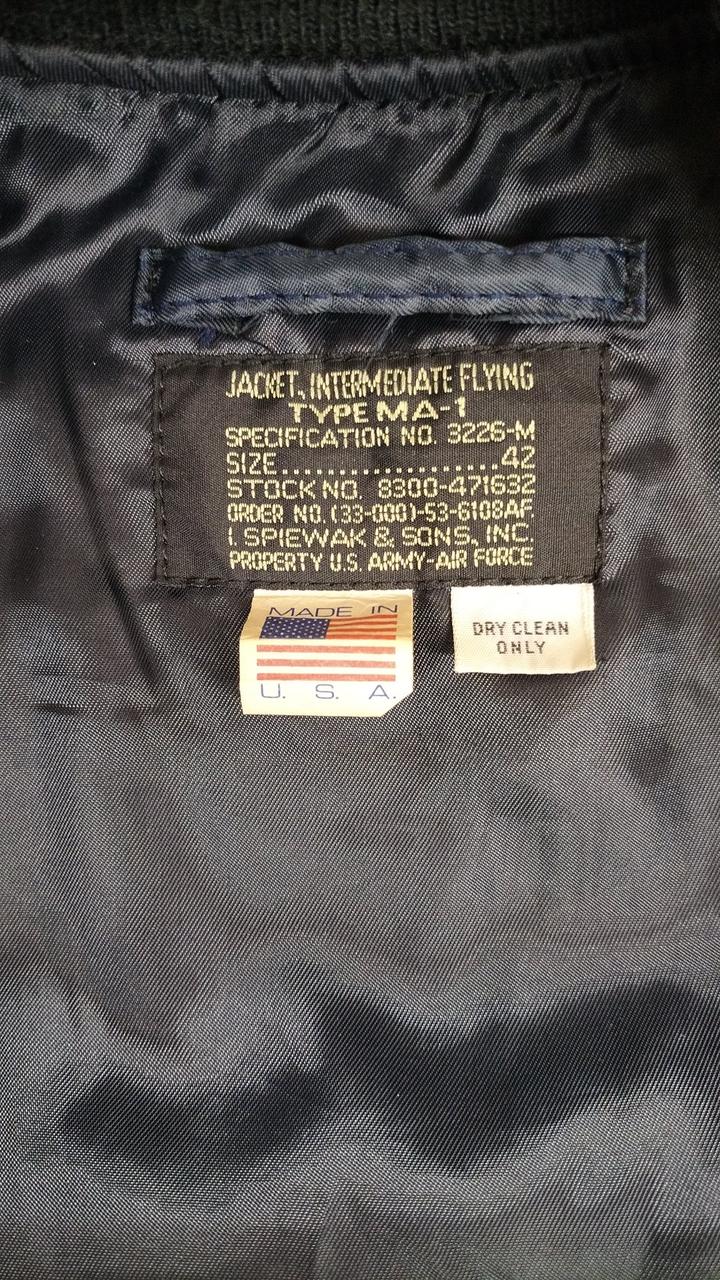 JACKET, INTERMEDIATE FLYING
TYPE MA-1
SPECIFICATION NO. 3226-M
SIZE....................42
STOCK NO. 8300-471632
ORDER NO. (33-000)-53-6108AF
I. SPIEWAK & SONS, INC.
PROPERTY U.S. ARMY-AIR FORCE
MADE IN
U. S. A.
DRY CLEAN
ONLY